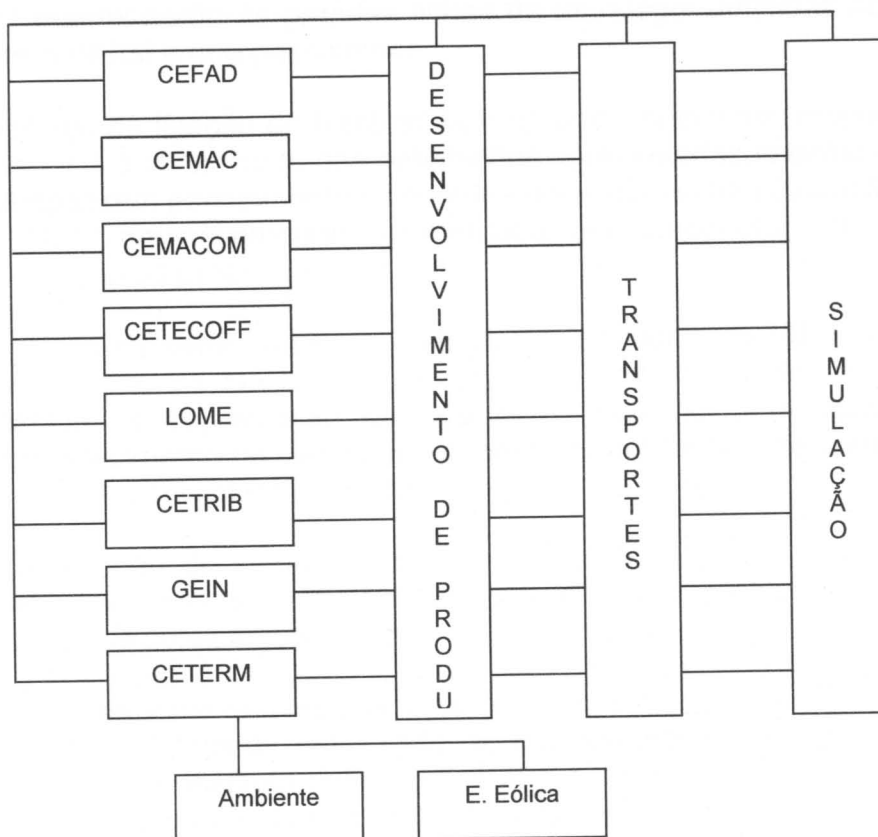 CEFAD
CEMAC
CEMACOM
CETECOFF
LOME
CETRIB
GEIN
CETERM
DESENVOLVIMENTO DE PRODU
TRANSPORTES
SIMULAÇÃO
Ambiente
E. Eólica